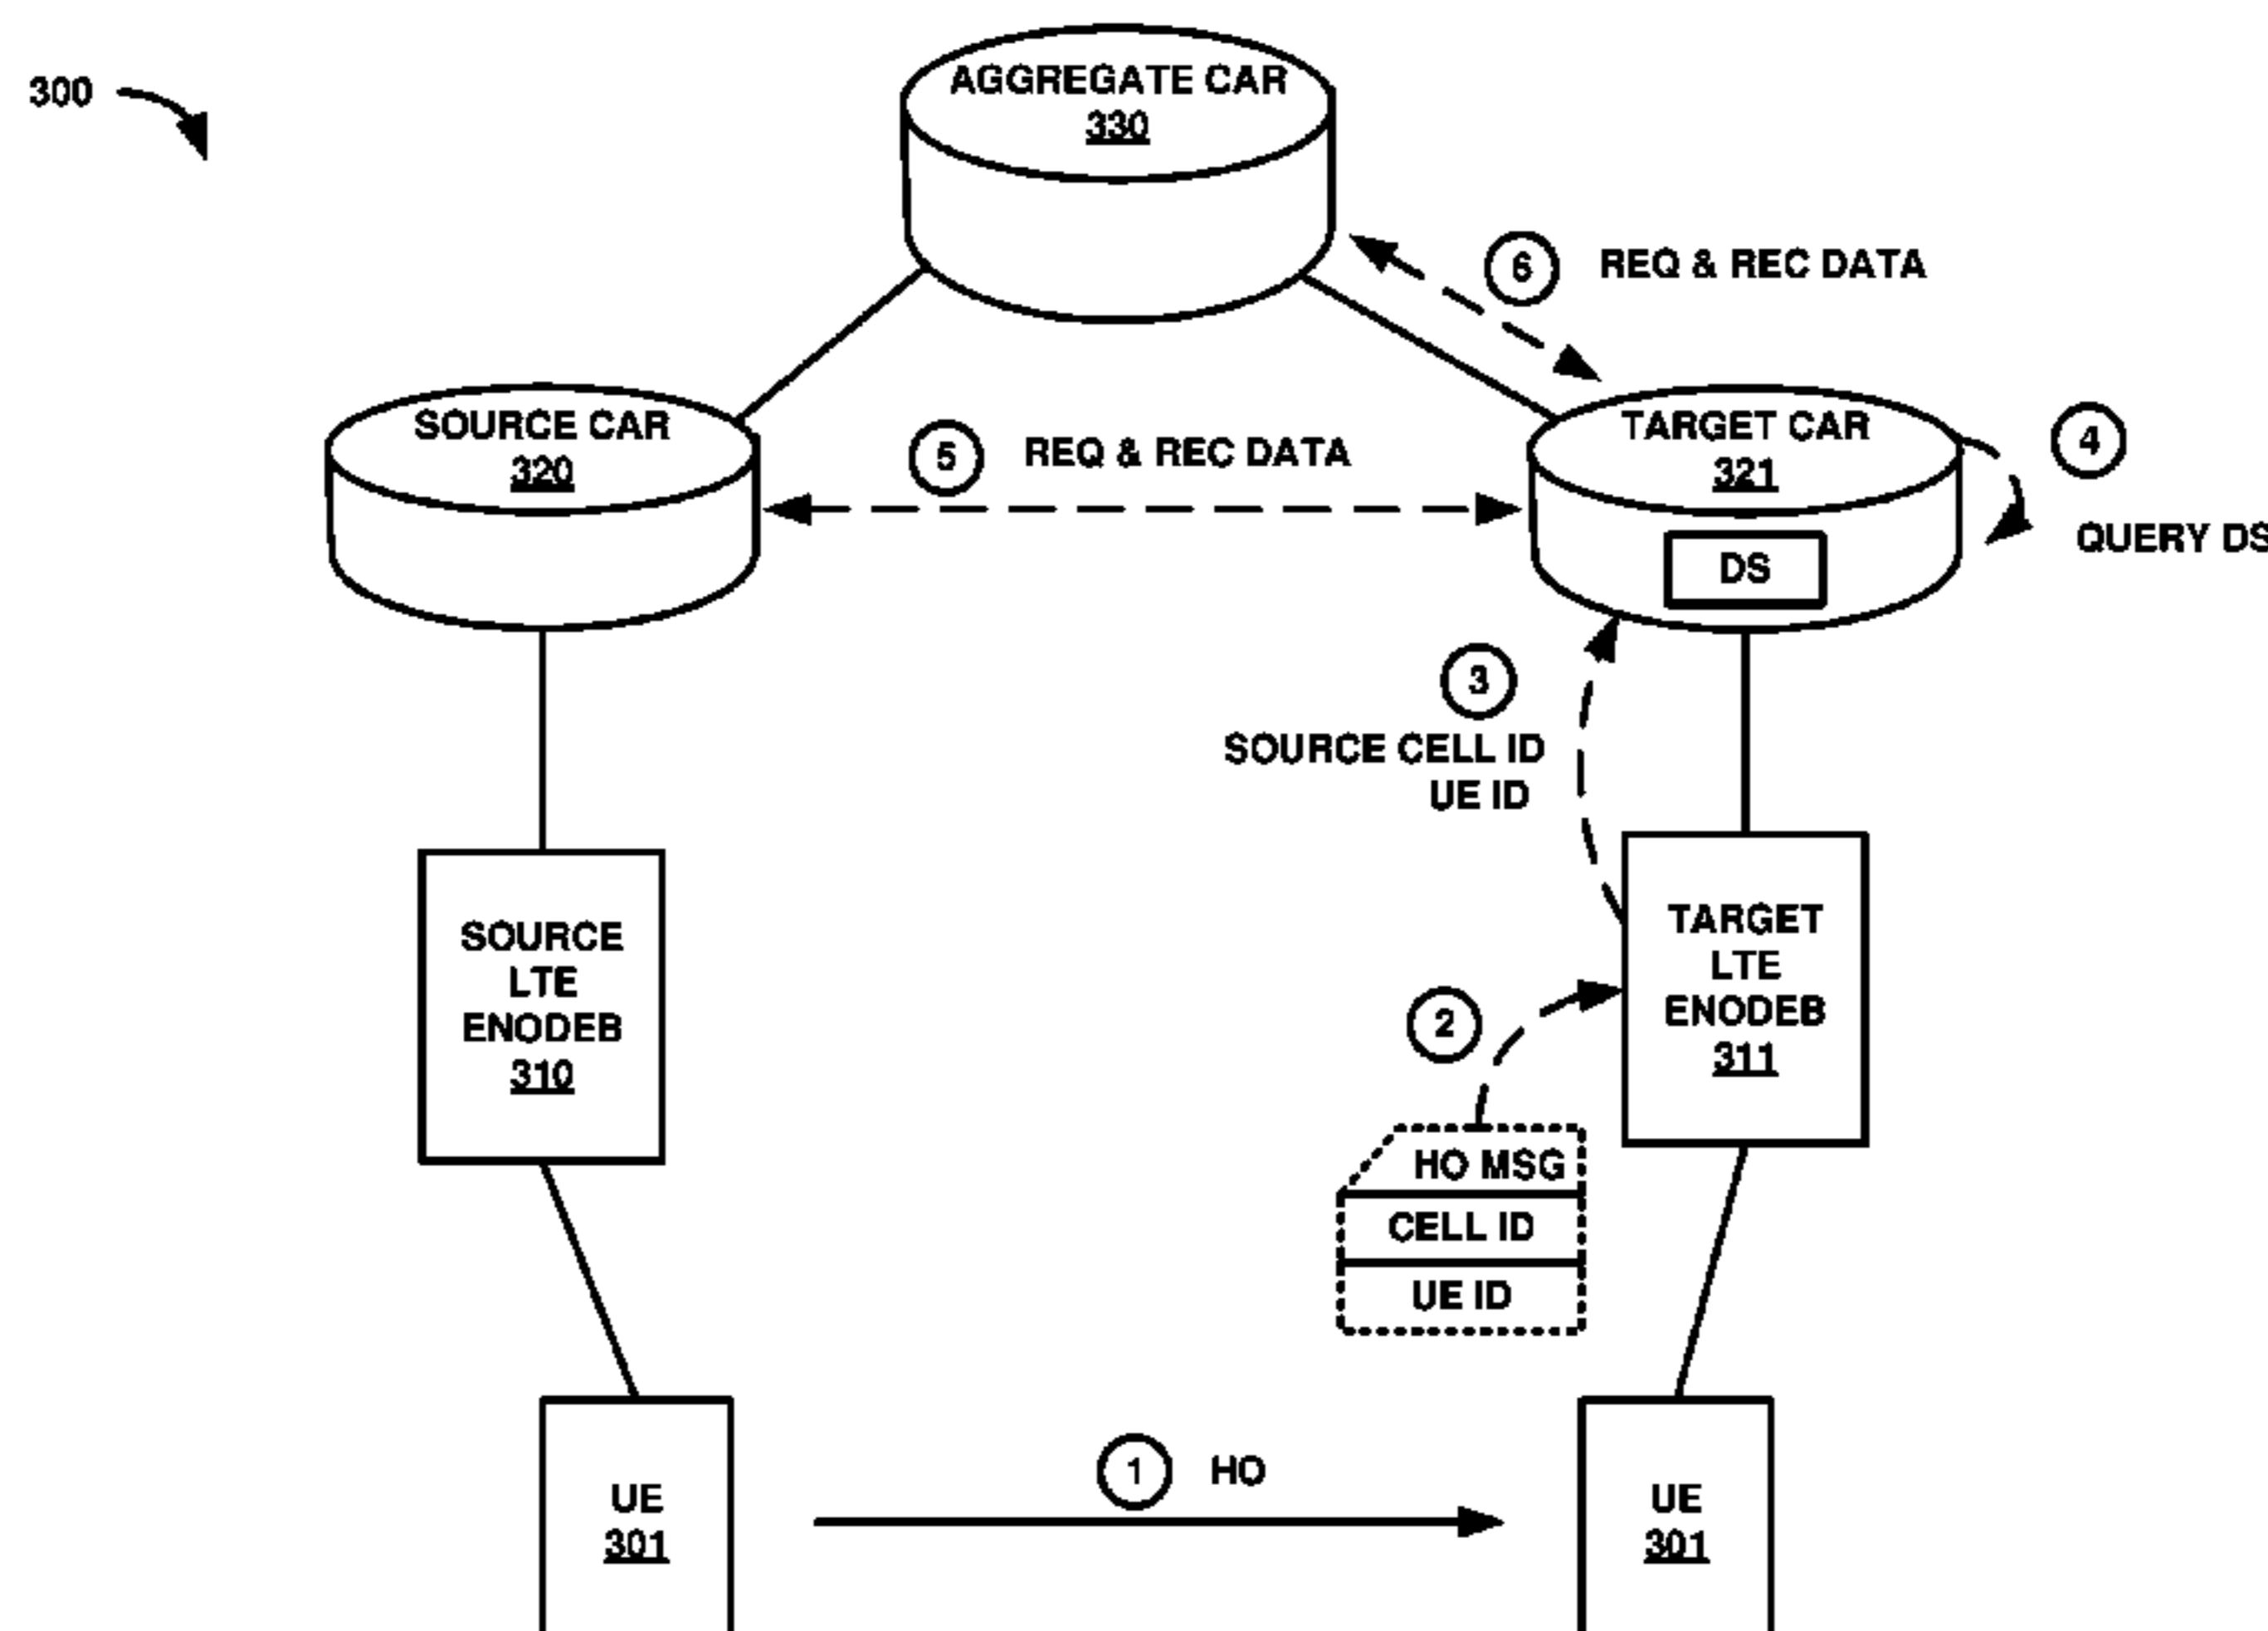 300
AGGREGATE CAR
330
6
REQ & REC DATA
SOURCE CAR
320
5
REQ & REC DATA
TARGET CAR
321
4
QUERY DS
DS
3
SOURCE CELL ID
UE ID
SOURCE
LTE
ENODEB
310
TARGET
LTE
ENODEB
311
2
HO MSG
CELL ID
UE ID
1
HO
UE
301
UE
301